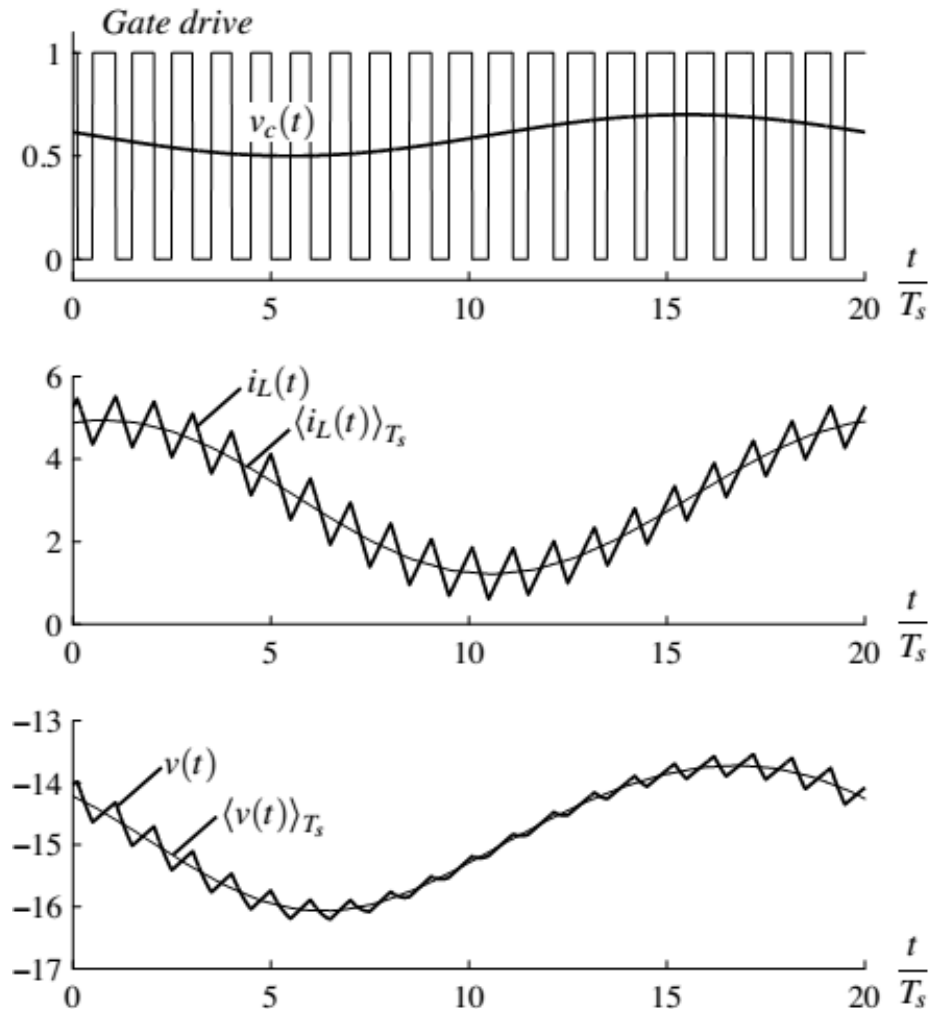 Gate drive
1
v_c(t)
0.5
0
0 5 10 15 20
t/T_s
6
i_L(t)
⟨i_L(t)⟩_{T_s}
4
2
0
0 5 10 15 20
t/T_s
−13
v(t)
−14
⟨v(t)⟩_{T_s}
−15
−16
−17
0 5 10 15 20
t/T_s